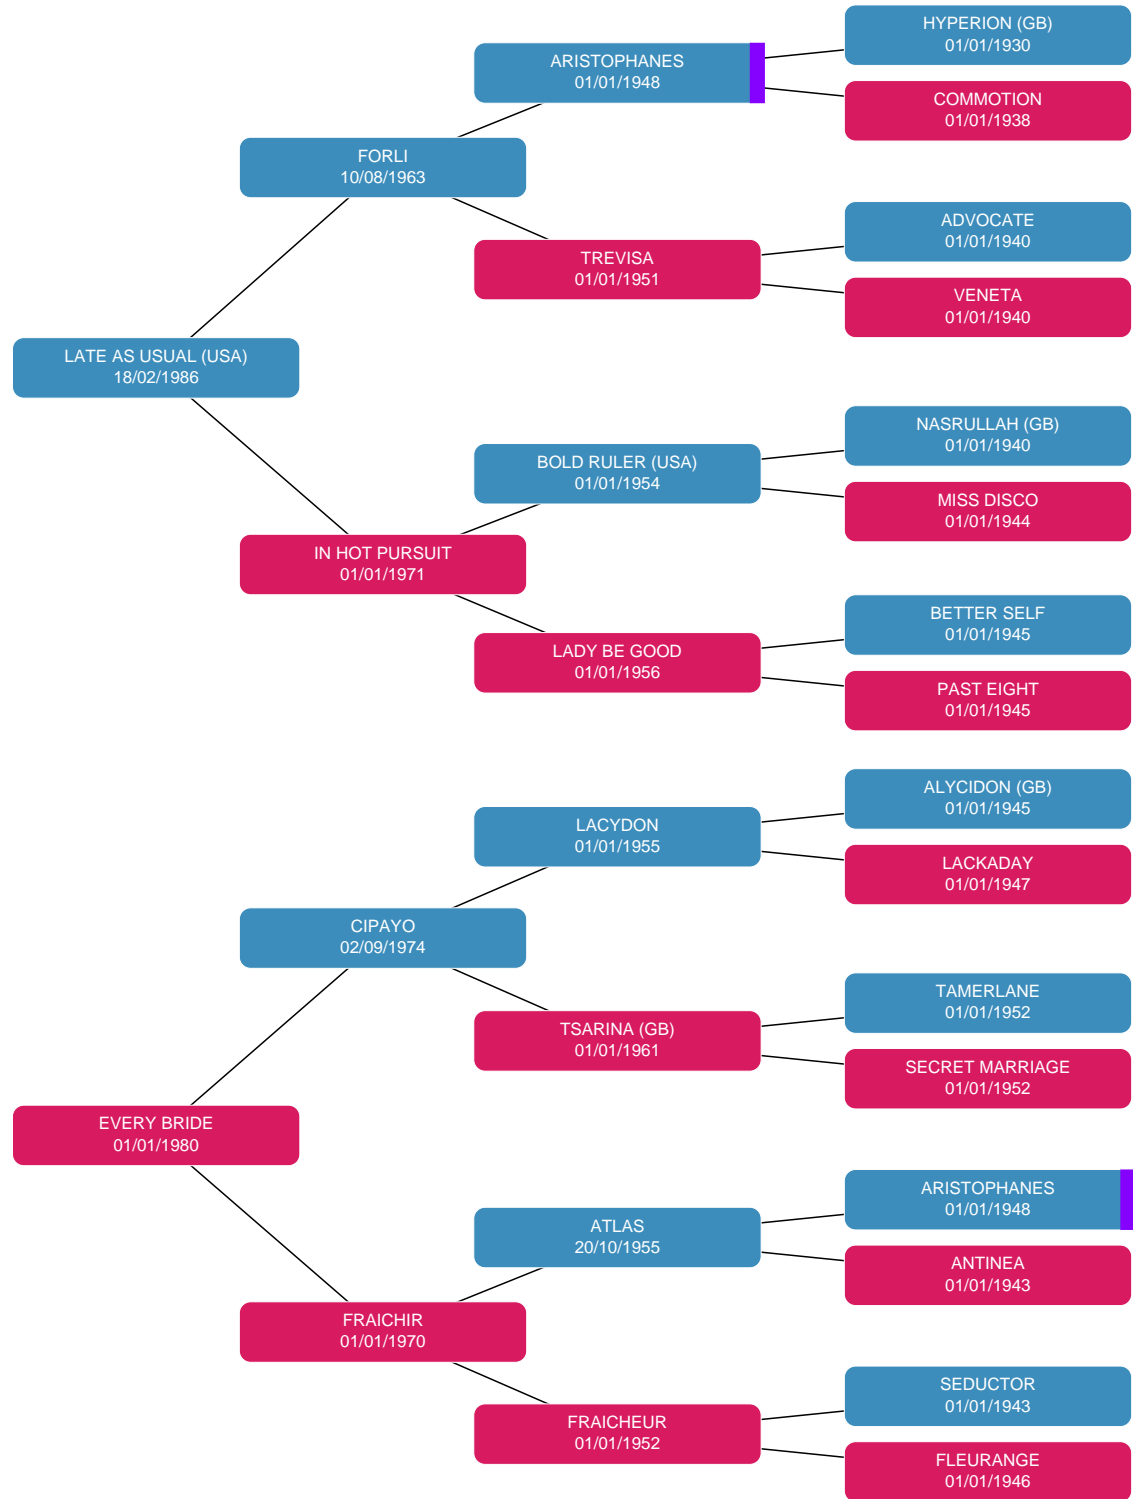 HYPERION (GB)
01/01/1930
ARISTOPHANES
01/01/1948
COMMOTION
01/01/1938
FORLI
10/08/1963
ADVOCATE
01/01/1940
TREVISA
01/01/1951
VENETA
01/01/1940
LATE AS USUAL (USA)
18/02/1986
NASRULLAH (GB)
01/01/1940
BOLD RULER (USA)
01/01/1954
MISS DISCO
01/01/1944
IN HOT PURSUIT
01/01/1971
BETTER SELF
01/01/1945
LADY BE GOOD
01/01/1956
PAST EIGHT
01/01/1945
ALYCIDON (GB)
01/01/1945
LACYDON
01/01/1955
LACKADAY
01/01/1947
CIPAYO
02/09/1974
TAMERLANE
01/01/1952
TSARINA (GB)
01/01/1961
SECRET MARRIAGE
01/01/1952
EVERY BRIDE
01/01/1980
ARISTOPHANES
01/01/1948
ATLAS
20/10/1955
ANTINEA
01/01/1943
FRAICHIR
01/01/1970
SEDUCTOR
01/01/1943
FRAICHEUR
01/01/1952
FLEURANGE
01/01/1946